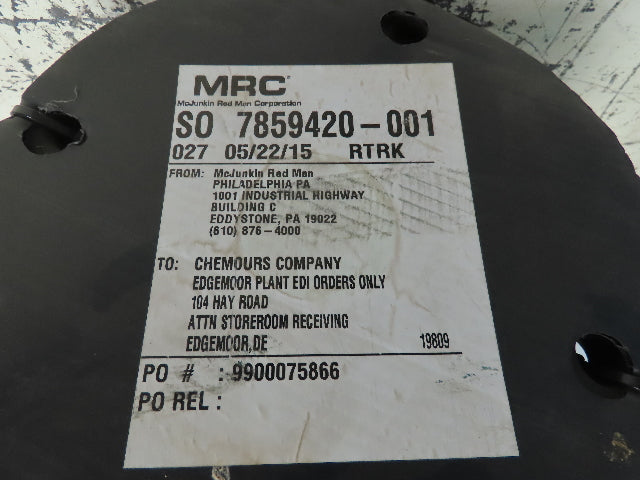 MRC
McJunkin Red Man Corporation
SO 7859420-001
027 05/22/15 RTRK
FROM: McJunkin Red Man
PHILADELPHIA PA
1001 INDUSTRIAL HIGHWAY
BUILDING C
EDDYSTONE, PA 19022
(610) 876-4000
TO: CHEMOURS COMPANY
EDGEMOOR PLANT EDI ORDERS ONLY
104 HAY ROAD
ATTN STOREROOM RECEIVING
EDGEMOOR, DE 19809
PO # : 9900075866
PO REL :